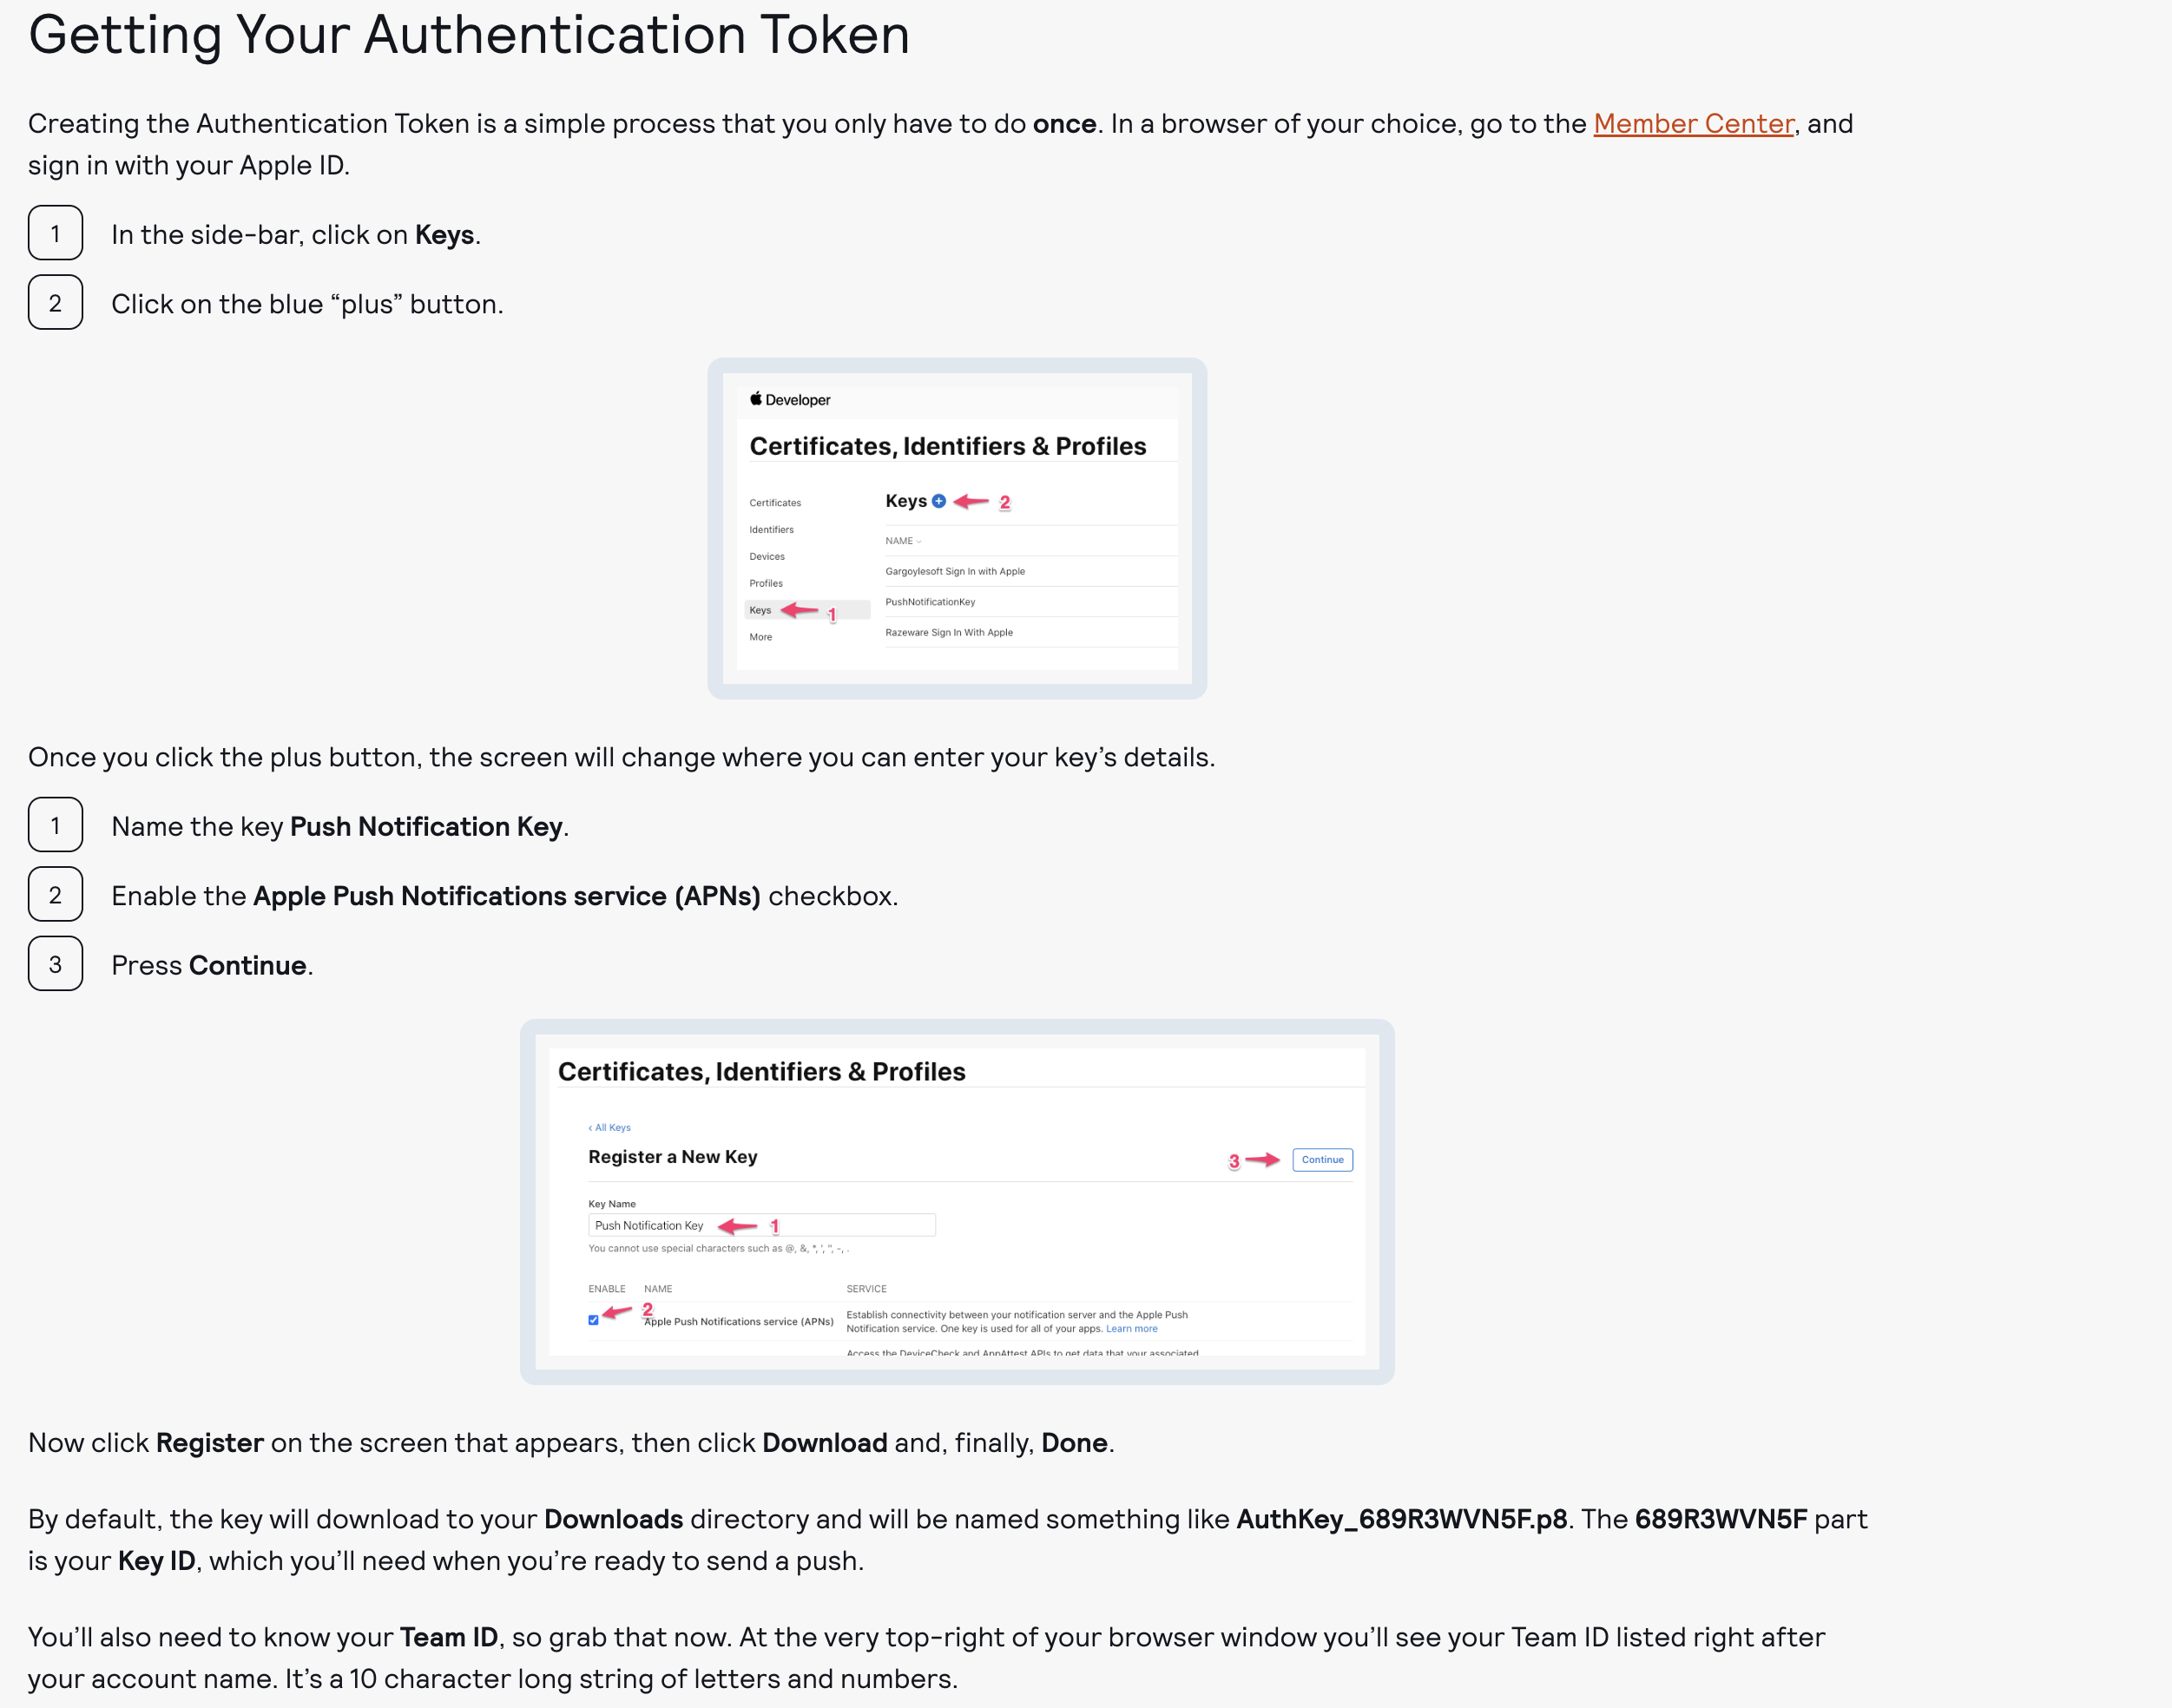 Getting Your Authentication Token
Creating the Authentication Token is a simple process that you only have to do once. In a browser of your choice, go to the Member Center, and
sign in with your Apple ID.
1 In the side-bar, click on Keys.
2 Click on the blue “plus” button.
Developer
Certificates, Identifiers & Profiles
Certificates
Identifiers
Devices
Profiles
Keys 1
More
Keys + 2
NAME
Gargoylesoft Sign In with Apple
PushNotificationKey
Razeware Sign In With Apple
Once you click the plus button, the screen will change where you can enter your key’s details.
1 Name the key Push Notification Key.
2 Enable the Apple Push Notifications service (APNs) checkbox.
3 Press Continue.
Certificates, Identifiers & Profiles
‹ All Keys
Register a New Key 3 Continue
Key Name
Push Notification Key 1
You cannot use special characters such as @, &, *, ', ", -, .
ENABLE NAME SERVICE
2
Apple Push Notifications service (APNs)
Establish connectivity between your notification server and the Apple Push
Notification service. One key is used for all of your apps. Learn more
Access the DeviceCheck and AppAttest APIs to get data that your associated
Now click Register on the screen that appears, then click Download and, finally, Done.
By default, the key will download to your Downloads directory and will be named something like AuthKey_689R3WVN5F.p8. The 689R3WVN5F part
is your Key ID, which you’ll need when you’re ready to send a push.
You’ll also need to know your Team ID, so grab that now. At the very top-right of your browser window you’ll see your Team ID listed right after
your account name. It’s a 10 character long string of letters and numbers.